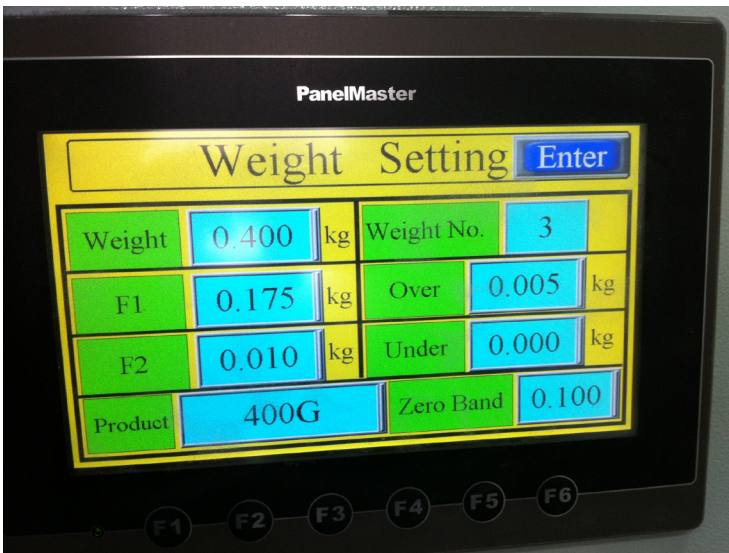 PanelMaster
Weight Setting Enter
Weight 0.400 kg Weight No. 3
F1 0.175 kg Over 0.005 kg
F2 0.010 kg Under 0.000 kg
Product 400G Zero Band 0.100
F1 F2 F3 F4 F5 F6